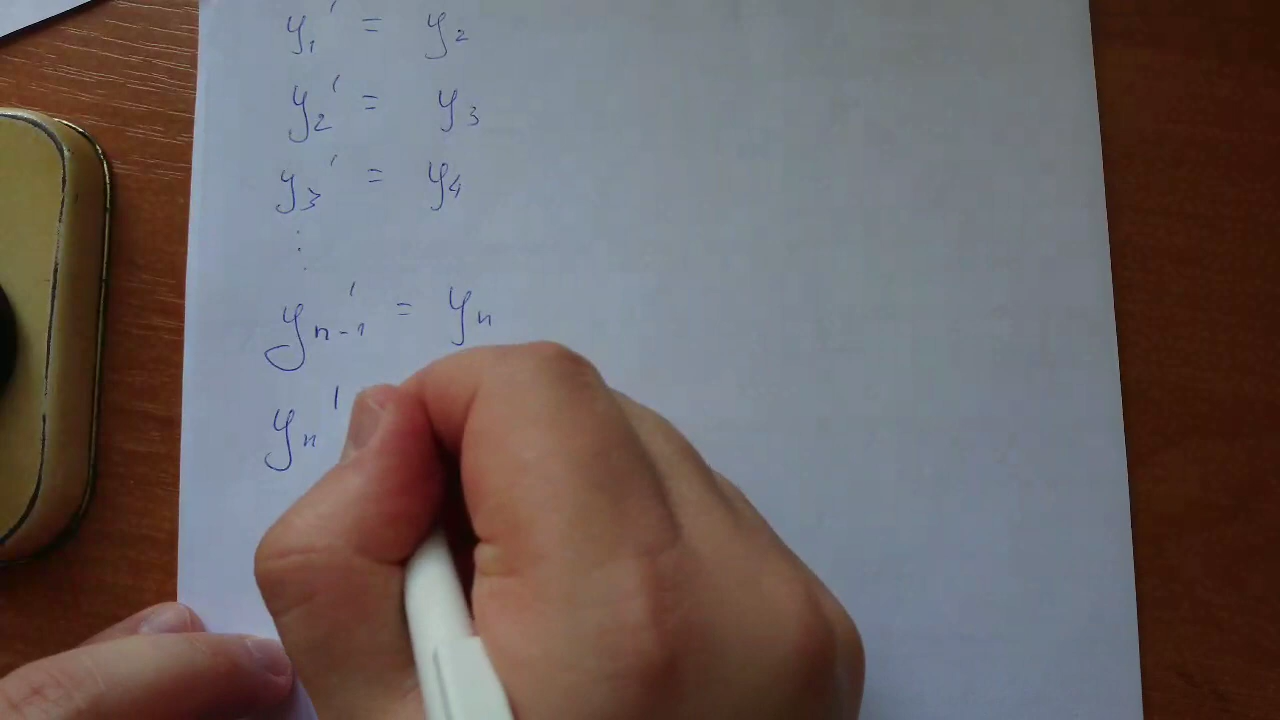 y₁' = y₂
y₂' = y₃
y₃' = y₄
⋮
yₙ₋₁' = yₙ
yₙ'